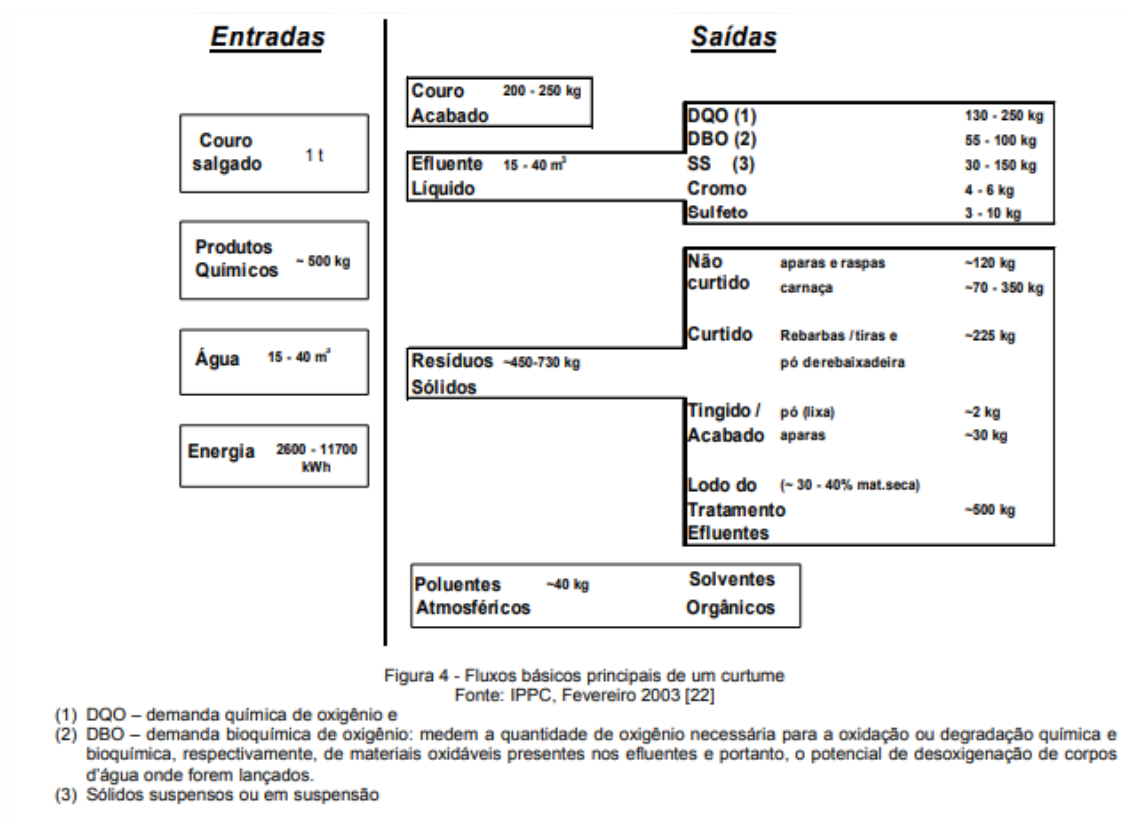 Entradas
Saídas
Couro salgado 1 t
Produtos Químicos ~ 500 kg
Água 15 - 40 m³
Energia 2600 - 11700 kWh
Couro 200 - 250 kg
Acabado
Efluente 15 - 40 m³
Líquido
DQO (1) 130 - 250 kg
DBO (2) 55 - 100 kg
SS (3) 30 - 150 kg
Cromo 4 - 6 kg
Sulfeto 3 - 10 kg
Resíduos ~450-730 kg
Sólidos
Não aparas e raspas ~120 kg
curtido carnaça ~70 - 350 kg
Curtido Rebarbas /tiras e ~225 kg
pó derebaixadeira
Tingido / pó (lixa) ~2 kg
Acabado aparas ~30 kg
Lodo do (~ 30 - 40% mat.seca)
Tratamento ~500 kg
Efluentes
Poluentes ~40 kg Solventes
Atmosféricos Orgânicos
Figura 4 - Fluxos básicos principais de um curtume
Fonte: IPPC, Fevereiro 2003 [22]
(1) DQO – demanda química de oxigênio e
(2) DBO – demanda bioquímica de oxigênio: medem a quantidade de oxigênio necessária para a oxidação ou degradação química e
bioquímica, respectivamente, de materiais oxidáveis presentes nos efluentes e portanto, o potencial de desoxigenação de corpos
d'água onde forem lançados.
(3) Sólidos suspensos ou em suspensão